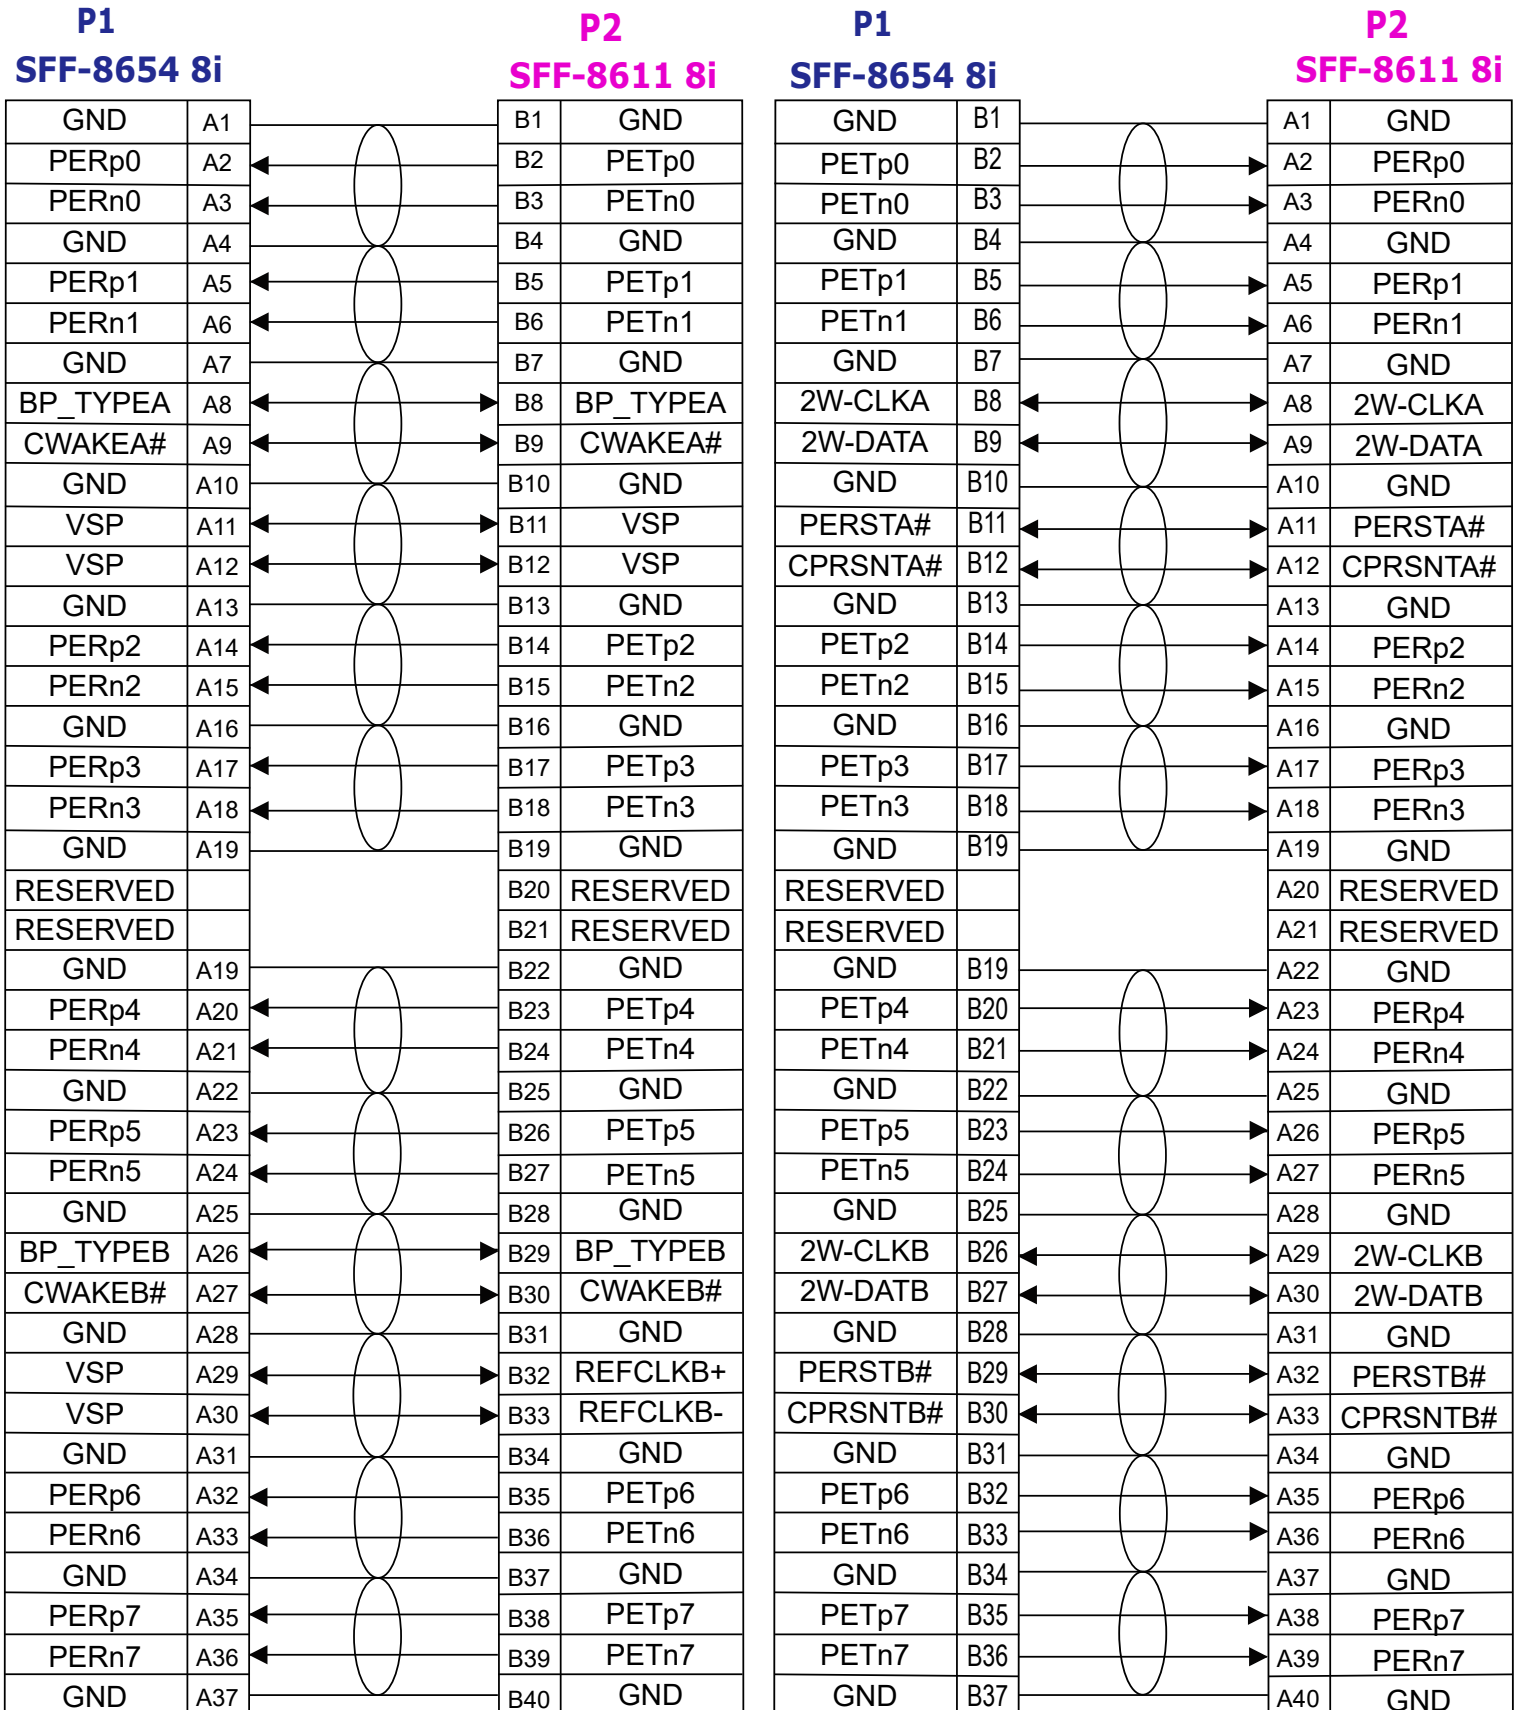 P1 P2 P1 P2
SFF-8654 8i SFF-8611 8i SFF-8654 8i SFF-8611 8i
GND A1 B1 GND GND B1 A1 GND
PERp0 A2 B2 PETp0 PETp0 B2 A2 PERp0
PERn0 A3 B3 PETn0 PETn0 B3 A3 PERn0
GND A4 B4 GND GND B4 A4 GND
PERp1 A5 B5 PETp1 PETp1 B5 A5 PERp1
PERn1 A6 B6 PETn1 PETn1 B6 A6 PERn1
GND A7 B7 GND GND B7 A7 GND
BP_TYPEA A8 B8 BP_TYPEA 2W-CLKA B8 A8 2W-CLKA
CWAKEA# A9 B9 CWAKEA# 2W-DATA B9 A9 2W-DATA
GND A10 B10 GND GND B10 A10 GND
VSP A11 B11 VSP PERSTA# B11 A11 PERSTA#
VSP A12 B12 VSP CPRSNTA# B12 A12 CPRSNTA#
GND A13 B13 GND GND B13 A13 GND
PERp2 A14 B14 PETp2 PETp2 B14 A14 PERp2
PERn2 A15 B15 PETn2 PETn2 B15 A15 PERn2
GND A16 B16 GND GND B16 A16 GND
PERp3 A17 B17 PETp3 PETp3 B17 A17 PERp3
PERn3 A18 B18 PETn3 PETn3 B18 A18 PERn3
GND A19 B19 GND GND B19 A19 GND
RESERVED B20 RESERVED RESERVED A20 RESERVED
RESERVED B21 RESERVED RESERVED A21 RESERVED
GND A19 B22 GND GND B19 A22 GND
PERp4 A20 B23 PETp4 PETp4 B20 A23 PERp4
PERn4 A21 B24 PETn4 PETn4 B21 A24 PERn4
GND A22 B25 GND GND B22 A25 GND
PERp5 A23 B26 PETp5 PETp5 B23 A26 PERp5
PERn5 A24 B27 PETn5 PETn5 B24 A27 PERn5
GND A25 B28 GND GND B25 A28 GND
BP_TYPEB A26 B29 BP_TYPEB 2W-CLKB B26 A29 2W-CLKB
CWAKEB# A27 B30 CWAKEB# 2W-DATB B27 A30 2W-DATB
GND A28 B31 GND GND B28 A31 GND
VSP A29 B32 REFCLKB+ PERSTB# B29 A32 PERSTB#
VSP A30 B33 REFCLKB- CPRSNTB# B30 A33 CPRSNTB#
GND A31 B34 GND GND B31 A34 GND
PERp6 A32 B35 PETp6 PETp6 B32 A35 PERp6
PERn6 A33 B36 PETn6 PETn6 B33 A36 PERn6
GND A34 B37 GND GND B34 A37 GND
PERp7 A35 B38 PETp7 PETp7 B35 A38 PERp7
PERn7 A36 B39 PETn7 PETn7 B36 A39 PERn7
GND A37 B40 GND GND B37 A40 GND